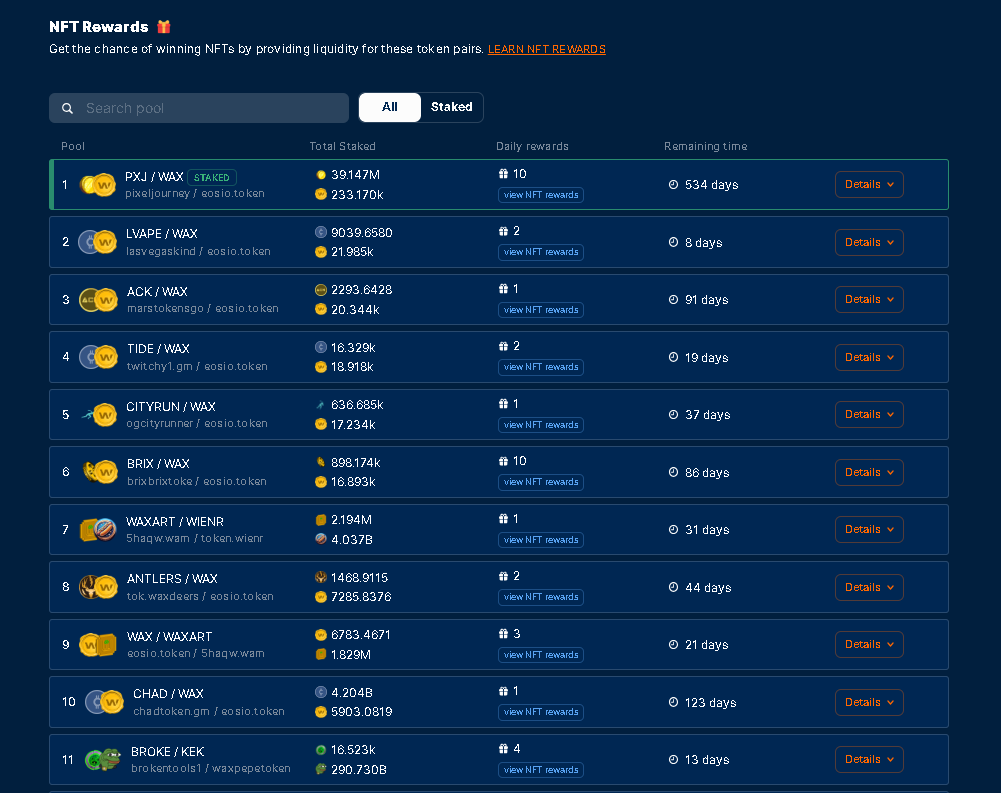 NFT Rewards
Get the chance of winning NFTs by providing liquidity for these token pairs. LEARN NFT REWARDS
Search pool All Staked
Pool Total Staked Daily rewards Remaining time
1 PXJ / WAX STAKED 39.147M 10 534 days Details
pixeljourney / eosio.token 233.170k view NFT rewards
2 LVAPE / WAX 9039.6580 2 8 days Details
lasvegaskind / eosio.token 21.985k view NFT rewards
3 ACK / WAX 2293.6428 1 91 days Details
marstokensgo / eosio.token 20.344k view NFT rewards
4 TIDE / WAX 16.329k 2 19 days Details
twitchy1.gm / eosio.token 18.918k view NFT rewards
5 CITYRUN / WAX 636.685k 1 37 days Details
ogcityrunner / eosio.token 17.234k view NFT rewards
6 BRIX / WAX 898.174k 10 86 days Details
brixbrixtoke / eosio.token 16.893k view NFT rewards
7 WAXART / WIENR 2.194M 1 31 days Details
5haqw.wam / token.wienr 4.037B view NFT rewards
8 ANTLERS / WAX 1468.9115 2 44 days Details
tok.waxdeers / eosio.token 7285.8376 view NFT rewards
9 WAX / WAXART 6783.4671 3 21 days Details
eosio.token / 5haqw.wam 1.829M view NFT rewards
10 CHAD / WAX 4.204B 1 123 days Details
chadtoken.gm / eosio.token 5903.0819 view NFT rewards
11 BROKE / KEK 16.523k 4 13 days Details
brokentools1 / waxpepetoken 290.730B view NFT rewards